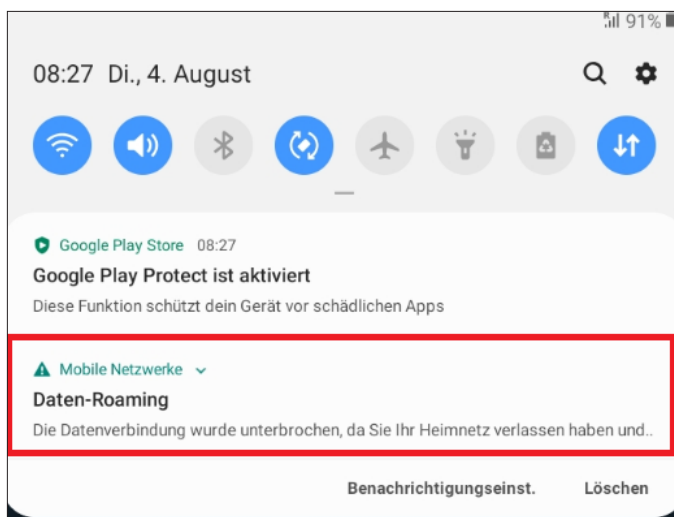 R 91%
08:27 Di., 4. August
Google Play Store 08:27
Google Play Protect ist aktiviert
Diese Funktion schützt dein Gerät vor schädlichen Apps
Mobile Netzwerke
Daten-Roaming
Die Datenverbindung wurde unterbrochen, da Sie Ihr Heimnetz verlassen haben und..
Benachrichtigungseinst. Löschen